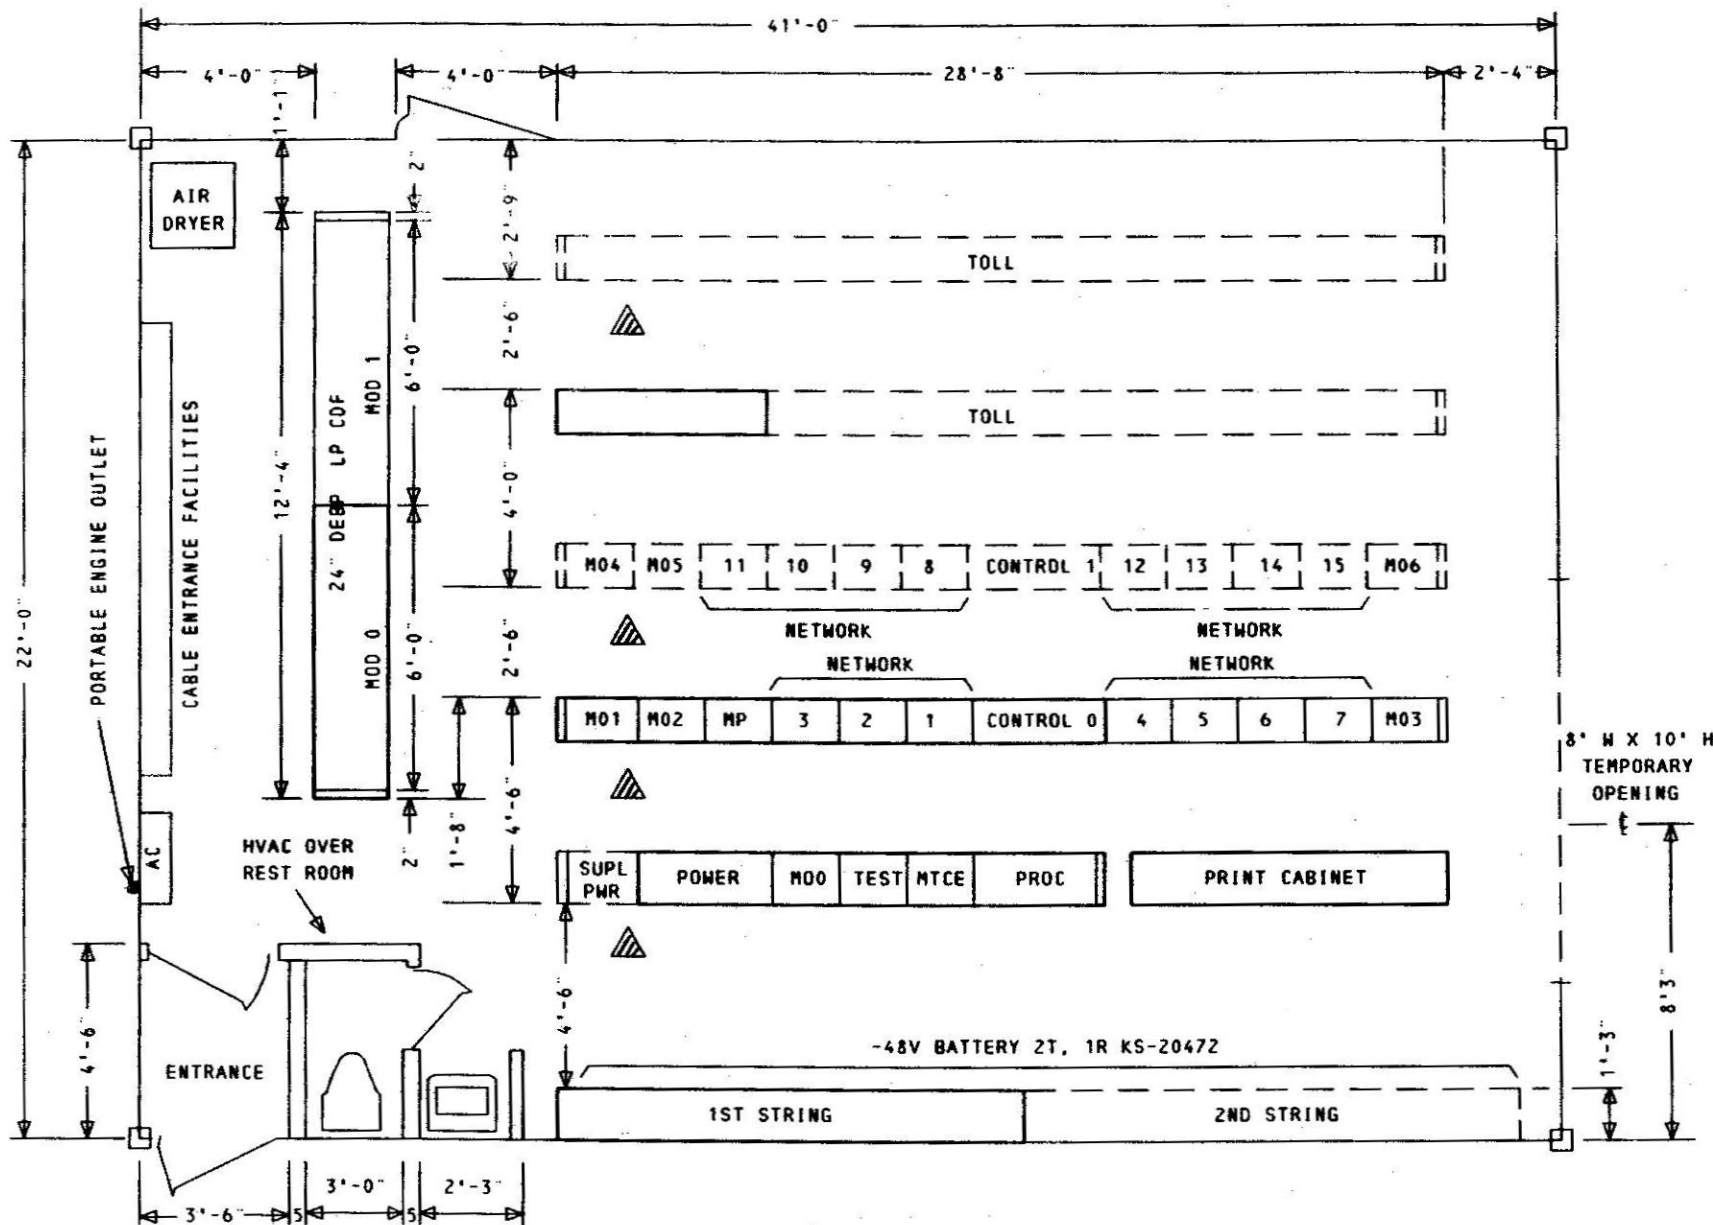 41'-0"
4'-0"
4'-0"
28'-8"
2'-4"
1'-1"
2"
AIR
DRYER
2'-9"
TOLL
2'-6"
6'-0"
MOD 1
24" DEEP LP CDF
12'-4"
TOLL
4'-0"
PORTABLE ENGINE OUTLET
CABLE ENTRANCE FACILITIES
22'-0"
M04 M05 11 10 9 8 CONTROL 1 12 13 14 15 M06
NETWORK
NETWORK
NETWORK
NETWORK
MOD 0
6'-0"
2'-6"
M01 M02 MP 3 2 1 CONTROL 0 4 5 6 7 M03
8' W X 10' H
TEMPORARY
OPENING
℄
4'-6"
1'-8"
2"
AC
HVAC OVER
REST ROOM
SUPL
PWR
POWER
M00
TEST
MTCE
PROC
PRINT CABINET
4'-6"
4'-6"
8'3"
1'-3"
ENTRANCE
-48V BATTERY 2T, 1R KS-20472
1ST STRING
2ND STRING
3'-6"
5
3'-0"
5
2'-3"